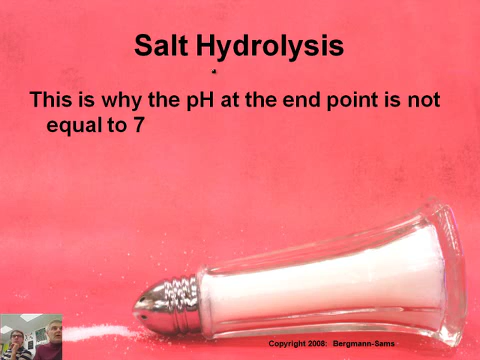 Salt Hydrolysis
This is why the pH at the end point is not
equal to 7
Copyright 2008: Bergmann-Sams